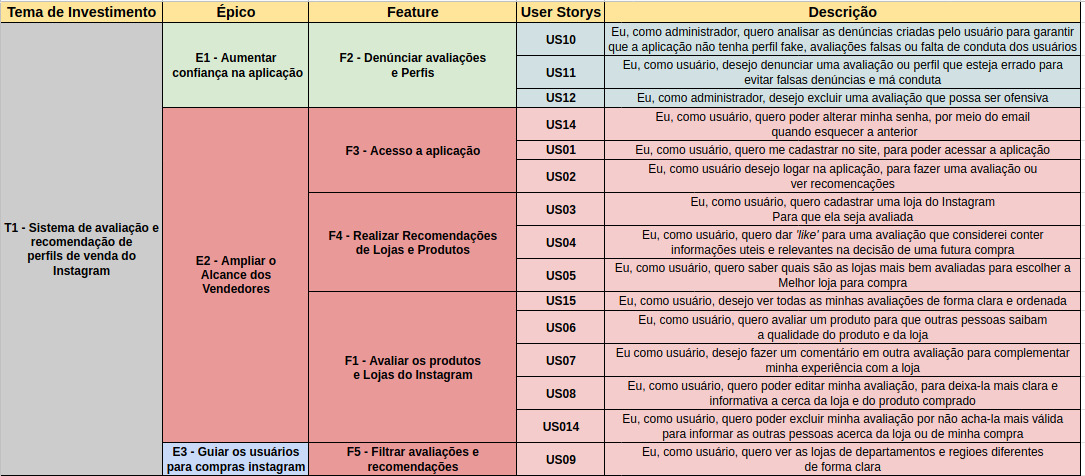 Tema de Investimento Épico Feature User Storys Descrição
T1 - Sistema de avaliação e
recomendação de
perfils de venda do
Instagram
E1 - Aumentar
confiança na aplicação
F2 - Denúnciar avaliações
e Perfis
US10
Eu, como administrador, quero analisar as denúncias criadas pelo usuário para garantir
que a aplicação não tenha perfil fake, avaliações falsas ou falta de conduta dos usuários
US11
Eu, como usuário, desejo denunciar uma avaliação ou perfil que esteja errado para
evitar falsas denúncias e má conduta
US12
Eu, como administrador, desejo excluir uma avaliação que possa ser ofensiva
E2 - Ampliar o
Alcance dos
Vendedores
F3 - Acesso a aplicação
US14
Eu, como usuário, quero poder alterar minha senha, por meio do email
quando esquecer a anterior
US01
Eu, como usuário, quero me cadastrar no site, para poder acessar a aplicação
US02
Eu, como usuário desejo logar na aplicação, para fazer uma avaliação ou
ver recomencações
F4 - Realizar Recomendações
de Lojas e Produtos
US03
Eu, como usuário, quero cadastrar uma loja do Instagram
Para que ela seja avaliada
US04
Eu, como usuário, quero dar 'like' para uma avaliação que considerei conter
informações uteis e relevantes na decisão de uma futura compra
US05
Eu, como usuário, quero saber quais são as lojas mais bem avaliadas para escolher a
Melhor loja para compra
F1 - Avaliar os produtos
e Lojas do Instagram
US15
Eu, como usuário, desejo ver todas as minhas avaliações de forma clara e ordenada
US06
Eu, como usuário, quero avaliar um produto para que outras pessoas saibam
a qualidade do produto e da loja
US07
Eu como usuário, desejo fazer um comentário em outra avaliação para complementar
minha experiência com a loja
US08
Eu, como usuário, quero poder editar minha avaliação, para deixa-la mais clara e
informativa a cerca da loja e do produto comprado
US014
Eu, como usuário, quero poder excluir minha avaliação por não acha-la mais válida
para informar as outras pessoas acerca da loja ou de minha compra
E3 - Guiar os usuários
para compras instagram
F5 - Filtrar avaliações e
recomendações
US09
Eu, como usuário, quero ver as lojas de departamentos e regioes diferentes
de forma clara